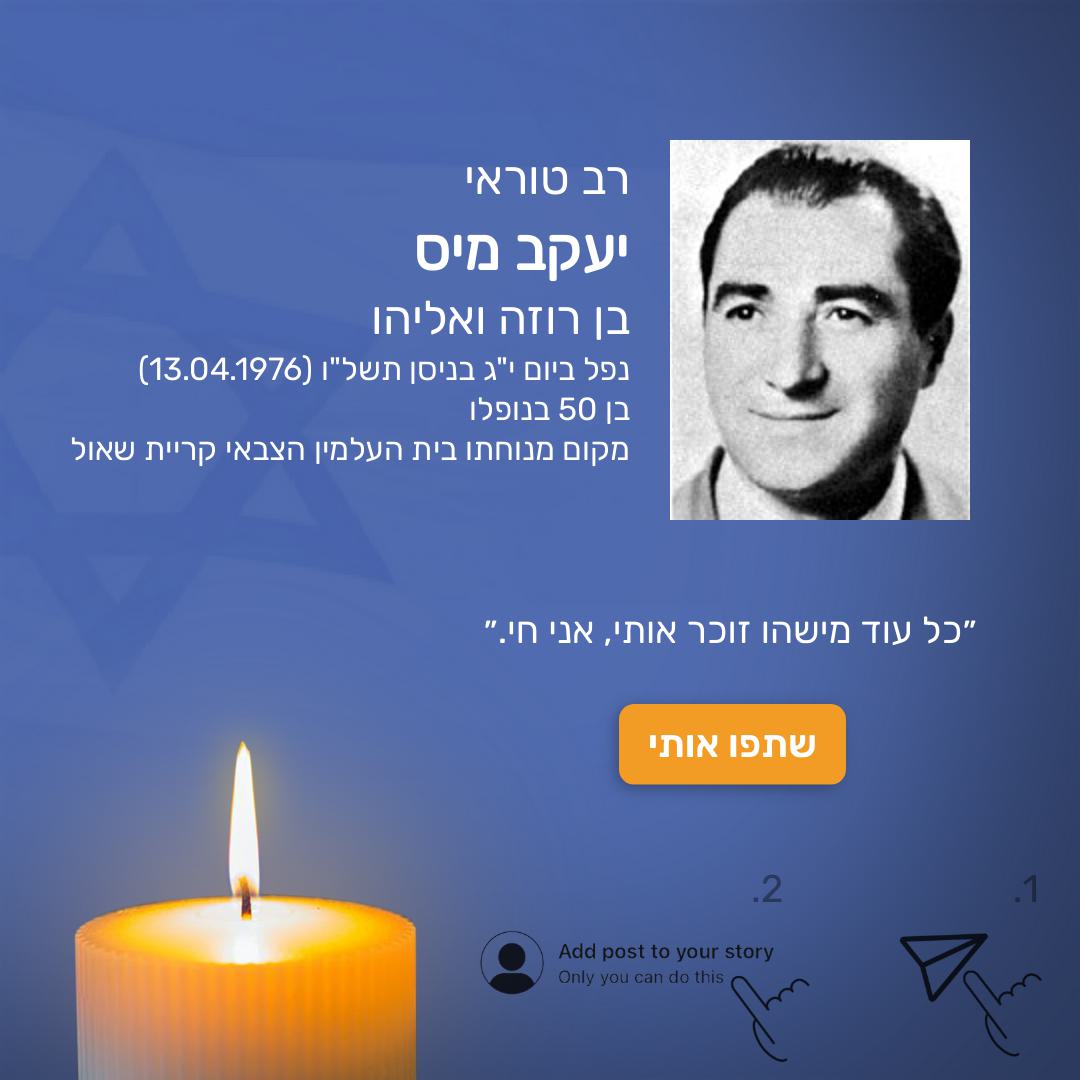 רב טוראי
יעקב מיס
בן רוזה ואליהו
נפל ביום י"ג בניסן תשל"ו (13.04.1976)
בן 50 בנופלו
מקום מנוחתו בית העלמין הצבאי קריית שאול
״כל עוד מישהו זוכר אותי, אני חי.״
שתפו אותי
1.
2.
Add post to your story
Only you can do this